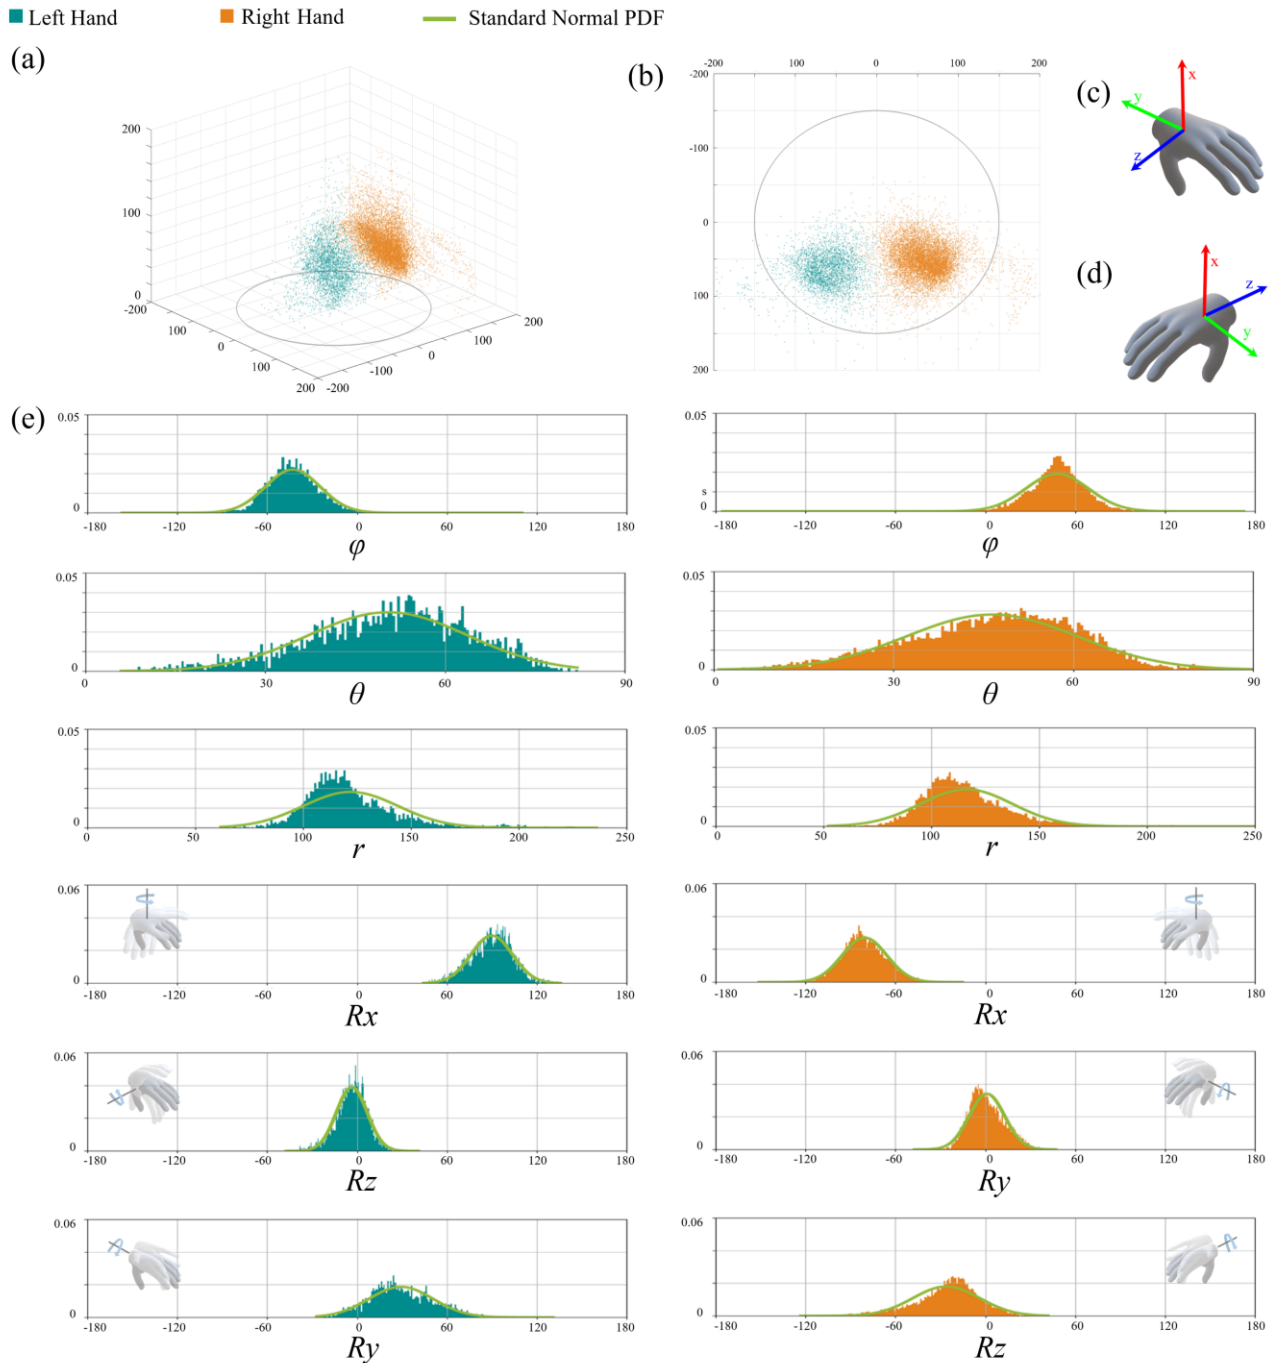 Left Hand Right Hand Standard Normal PDF
(a)
200
100
0
-200
100
0
100
200
-200
-100
0
100
200
(b)
-200 100 0 100 200
-200
-100
0
100
200
(c)
x
y
z
(d)
x
z
y
(e)
0.05
0
-180 -120 -60 0 60 120 180
φ
0.05
s
0
-180 -120 -60 0 60 120 180
φ
0.05
0
0 30 60 90
θ
0.05
0
0 30 60 90
θ
0.05
0
0 50 100 150 200 250
r
0.05
0
0 50 100 150 200 250
r
0.06
0
-180 -120 -60 0 60 120 180
Rx
0.06
0
-180 -120 -60 0 60 120 180
Rx
0.06
0
-180 -120 -60 0 60 120 180
Rz
0.06
0
-180 -120 -60 0 60 120 180
Ry
0.06
0
-180 -120 -60 0 60 120 180
Ry
0.06
0
-180 -120 -60 0 60 120 180
Rz